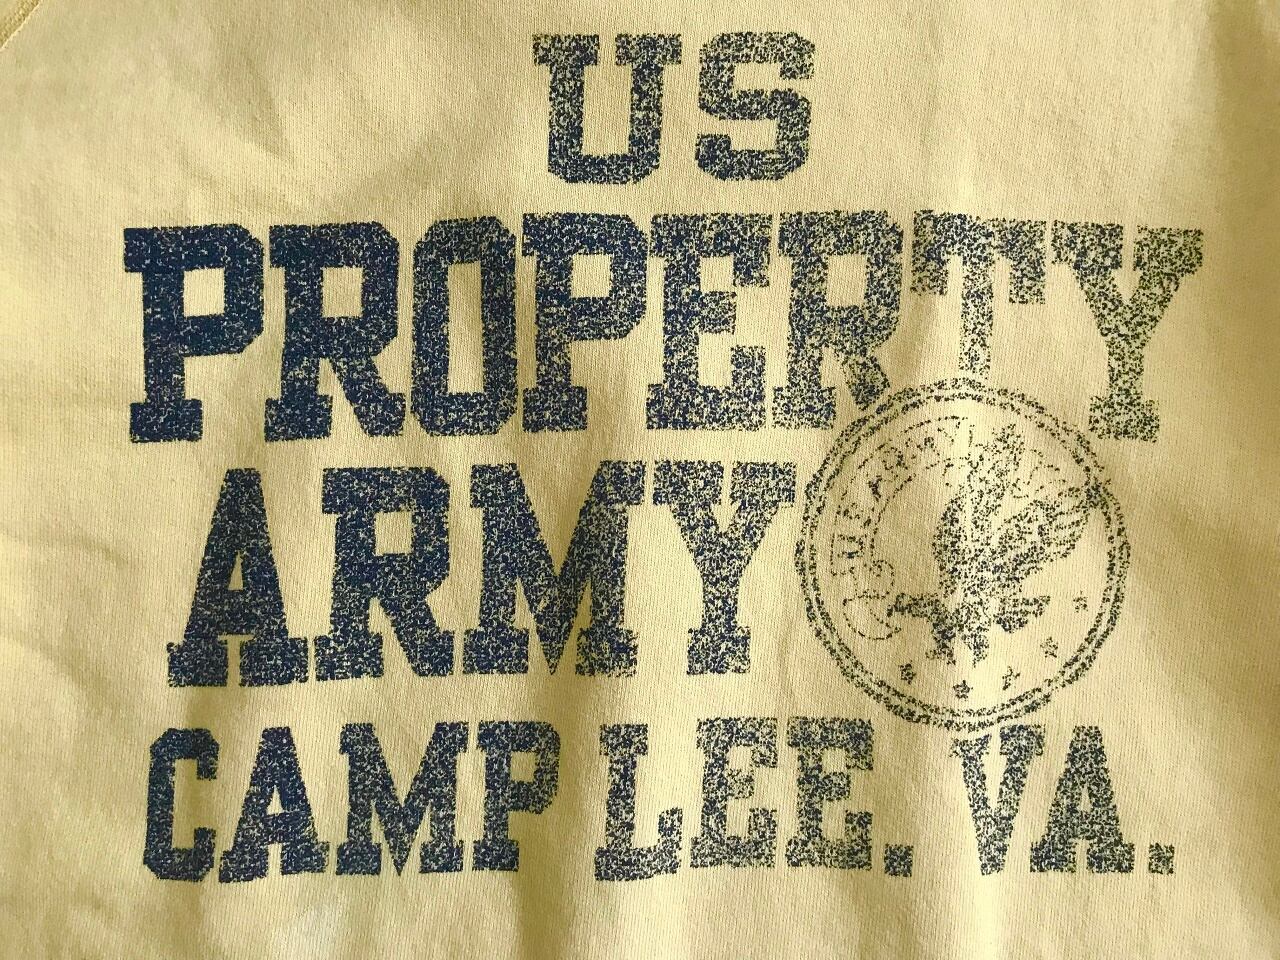 US
PROPERTY
ARMY
CAMP LEE. VA.